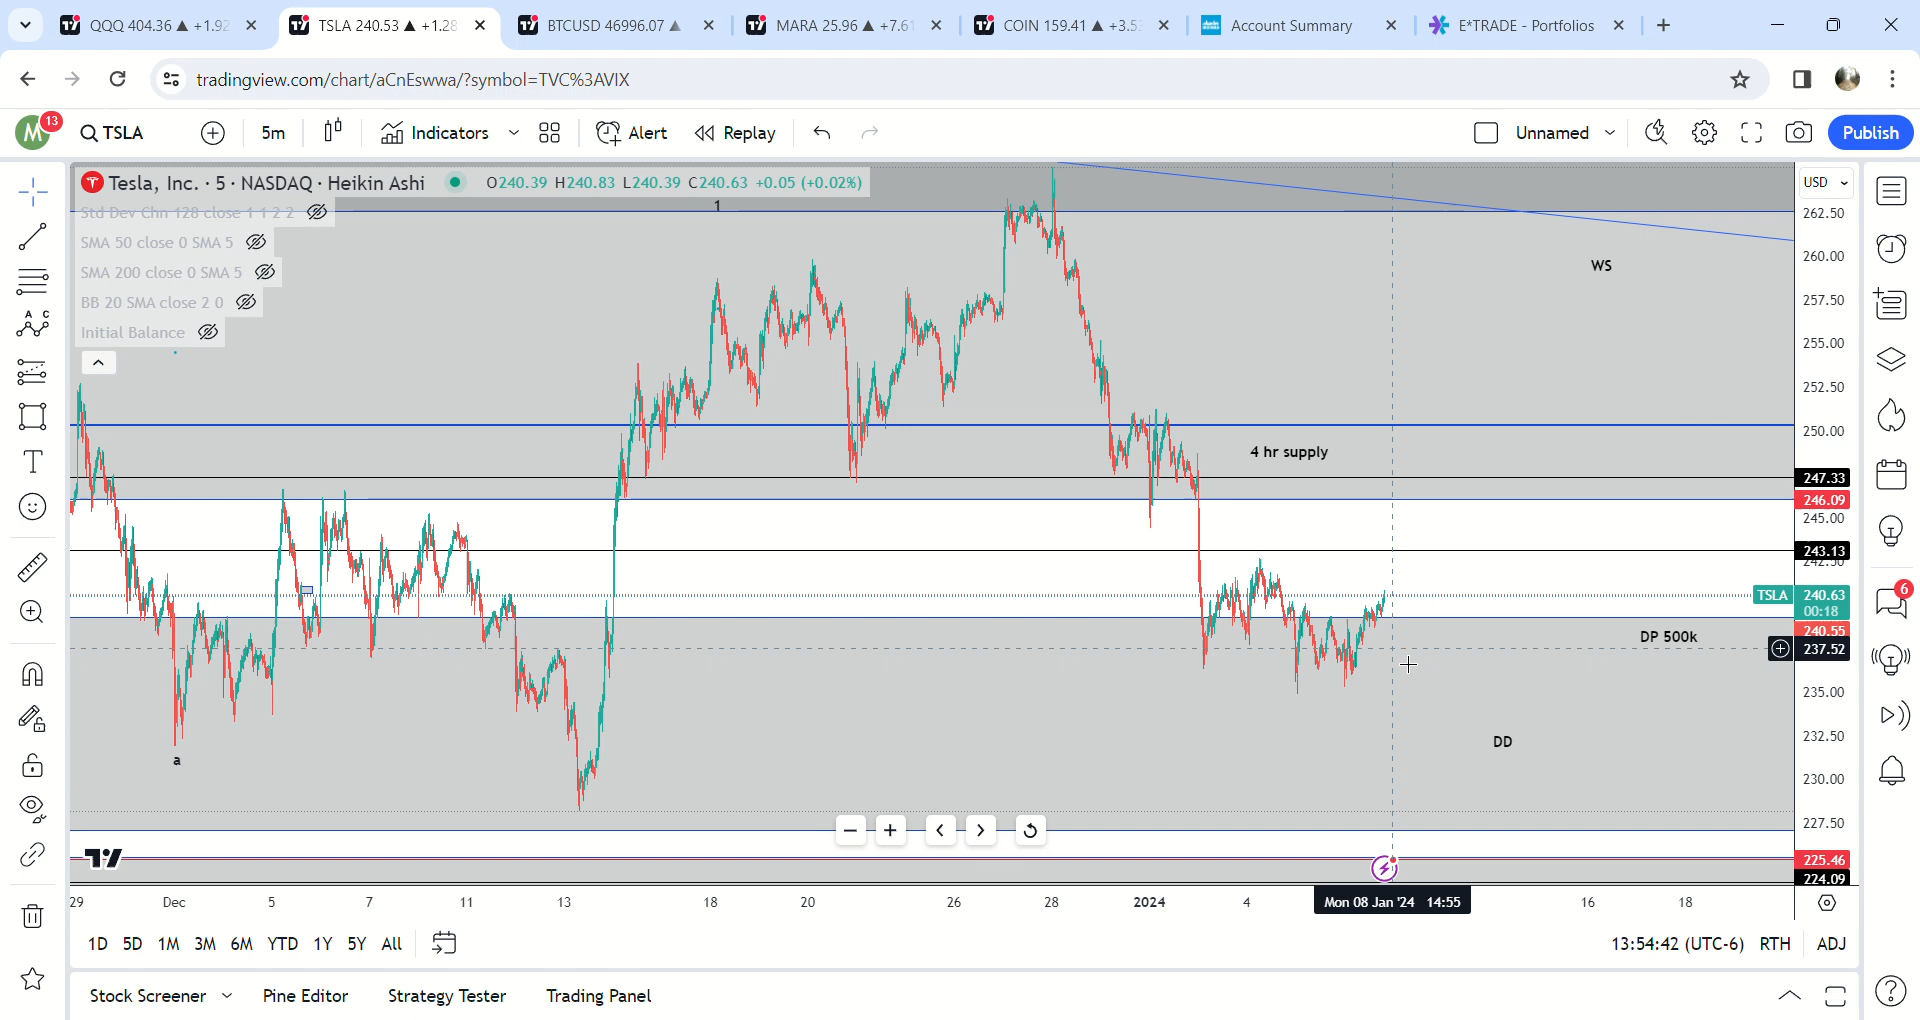 QQQ 404.36 ▲ +1.92
TSLA 240.53 ▲ +1.28
BTCUSD 46996.07 ▲
MARA 25.96 ▲ +7.61
COIN 159.41 ▲ +3.5
Account Summary
E*TRADE - Portfolios
tradingview.com/chart/aCnEswwa/?symbol=TVC%3AVIX
M
13
TSLA
5m
Indicators
Alert
Replay
Unnamed
Publish
Tesla, Inc. · 5 · NASDAQ · Heikin Ashi
O240.39 H240.83 L240.39 C240.63 +0.05 (+0.02%)
Std Dev Chn 128 close 1 1 2 2
SMA 50 close 0 SMA 5
SMA 200 close 0 SMA 5
BB 20 SMA close 2 0
Initial Balance
1
WS
4 hr supply
DP 500k
DD
a
USD
262.50
260.00
257.50
255.00
252.50
250.00
247.33
246.09
245.00
243.13
242.50
TSLA 240.63
00:18
240.55
237.52
235.00
232.50
230.00
227.50
225.46
224.09
6
29 Dec 5 7 11 13 18 20 26 28 2024 4 Mon 08 Jan '24 14:55 16 18
1D 5D 1M 3M 6M YTD 1Y 5Y All
13:54:42 (UTC-6) RTH ADJ
Stock Screener Pine Editor Strategy Tester Trading Panel